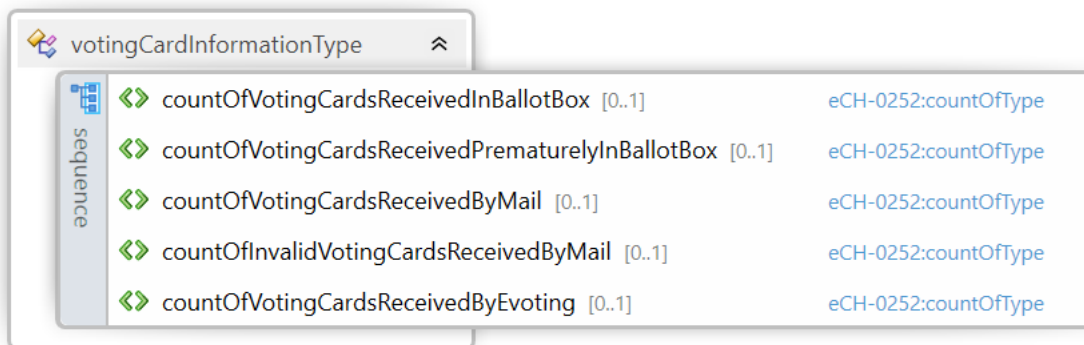 votingCardInformationType
sequence
countOfVotingCardsReceivedInBallotBox [0..1] eCH-0252:countOfType
countOfVotingCardsReceivedPrematurelyInBallotBox [0..1] eCH-0252:countOfType
countOfVotingCardsReceivedByMail [0..1] eCH-0252:countOfType
countOfInvalidVotingCardsReceivedByMail [0..1] eCH-0252:countOfType
countOfVotingCardsReceivedByEvoting [0..1] eCH-0252:countOfType